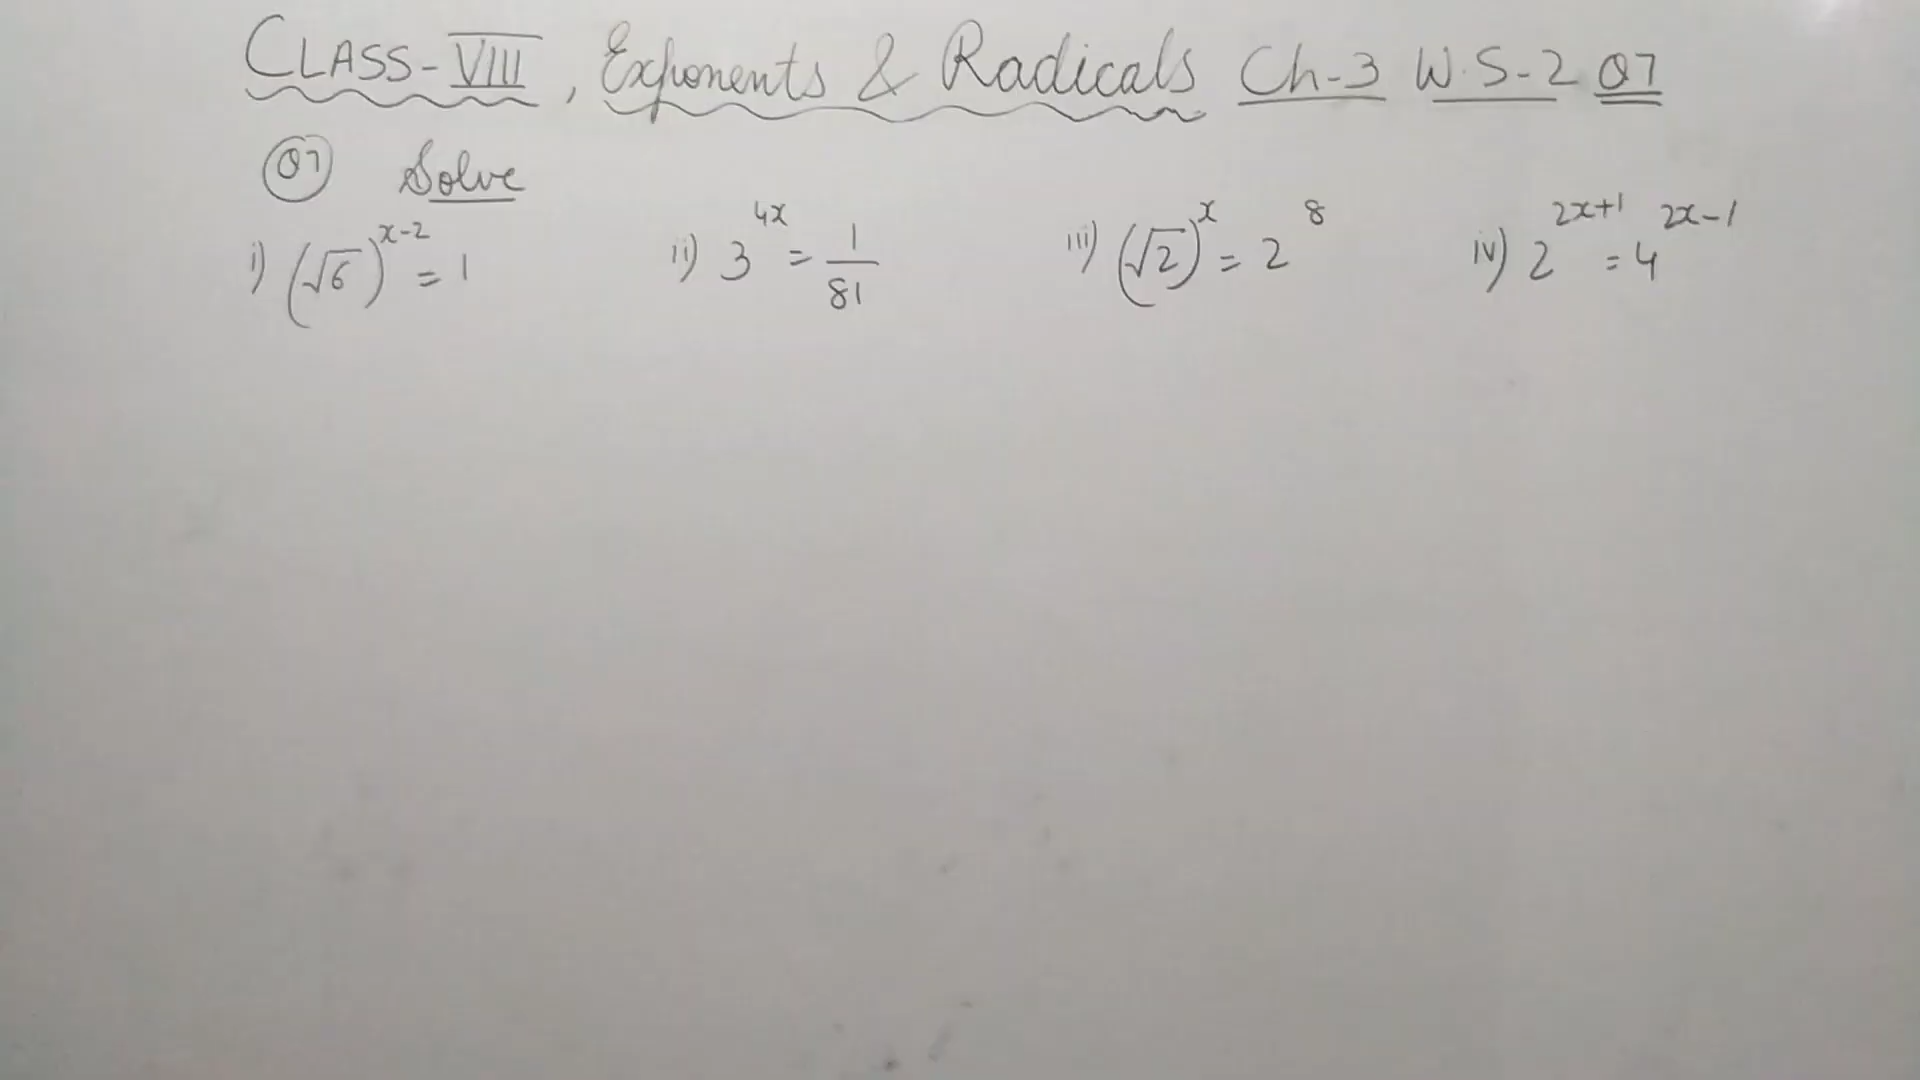 CLASS-VIII, Exponents & Radicals Ch-3 W.S-2 Q7
Q7 Solve
i) (√6)^(x-2) = 1 ii) 3^(4x) = 1/81 iii) (√2)^x = 2^8 iv) 2^(2x+1) = 4^(2x-1)